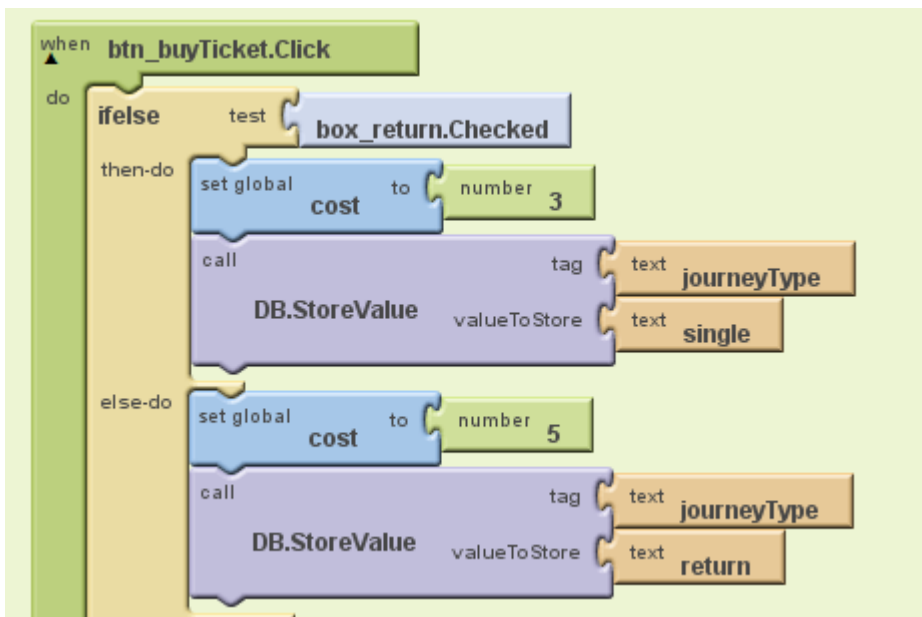 when btn_buyTicket.Click
do
ifelse test box_return.Checked
then-do
set global cost to number 3
call DB.StoreValue tag text journeyType
valueToStore text single
else-do
set global cost to number 5
call DB.StoreValue tag text journeyType
valueToStore text return